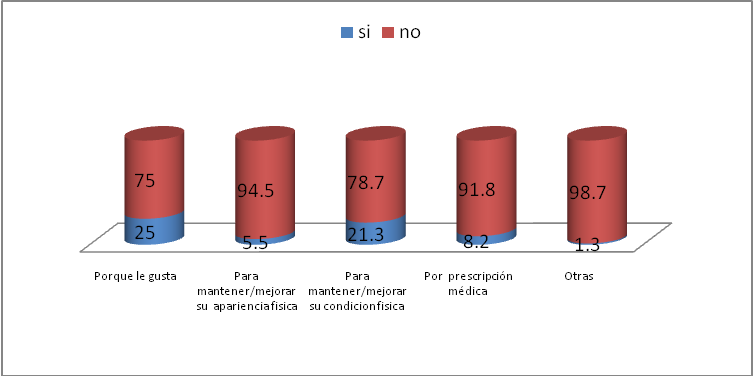 si no
75 94.5 78.7 91.8 98.7
25 5.5 21.3 8.2 1.3
Porque le gusta Para Para Por prescripción Otras
mantener/mejorar mantener/mejorar médica
su apariencia fisica su condicion fisica